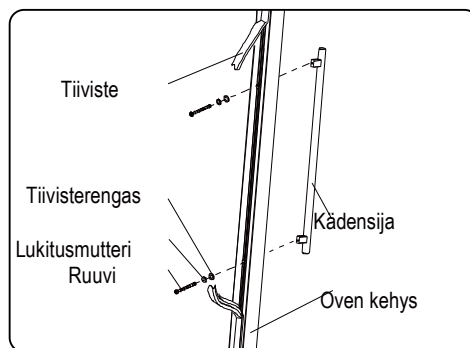 Tiiviste
Tiivisterengas
Kädensija
Lukitusmutteri
Ruuvi
Oven kehys